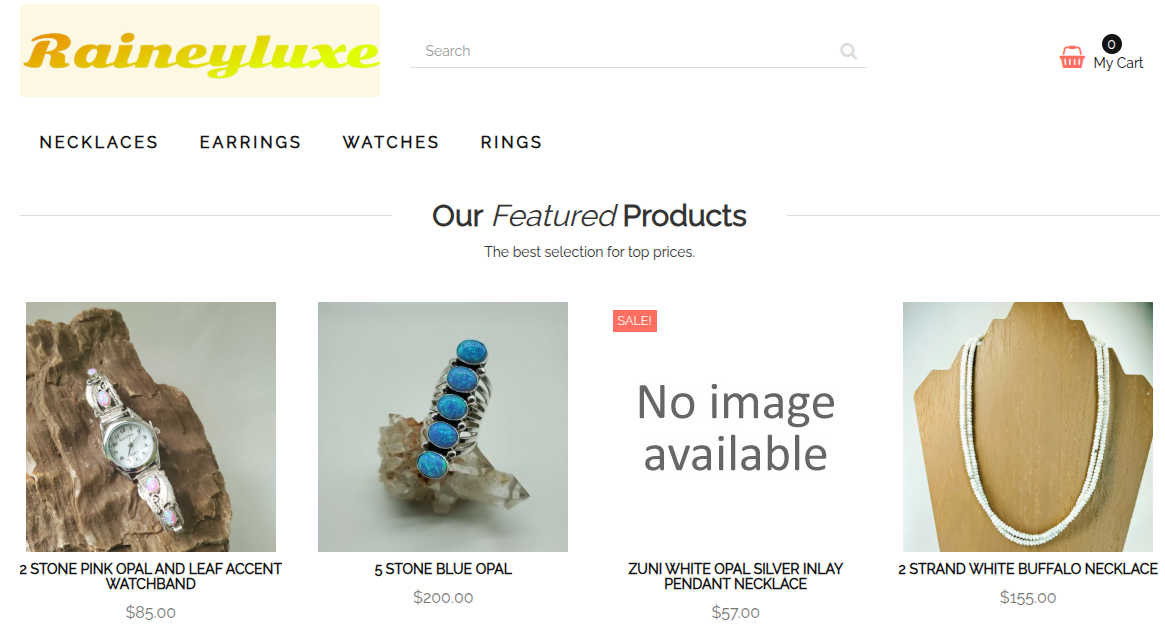 Raineyluxe
Search
0
My Cart
NECKLACES EARRINGS WATCHES RINGS
Our Featured Products
The best selection for top prices.
SALE!
No image
available
2 STONE PINK OPAL AND LEAF ACCENT
WATCHBAND
$85.00
5 STONE BLUE OPAL
$200.00
ZUNI WHITE OPAL SILVER INLAY
PENDANT NECKLACE
$57.00
2 STRAND WHITE BUFFALO NECKLACE
$155.00